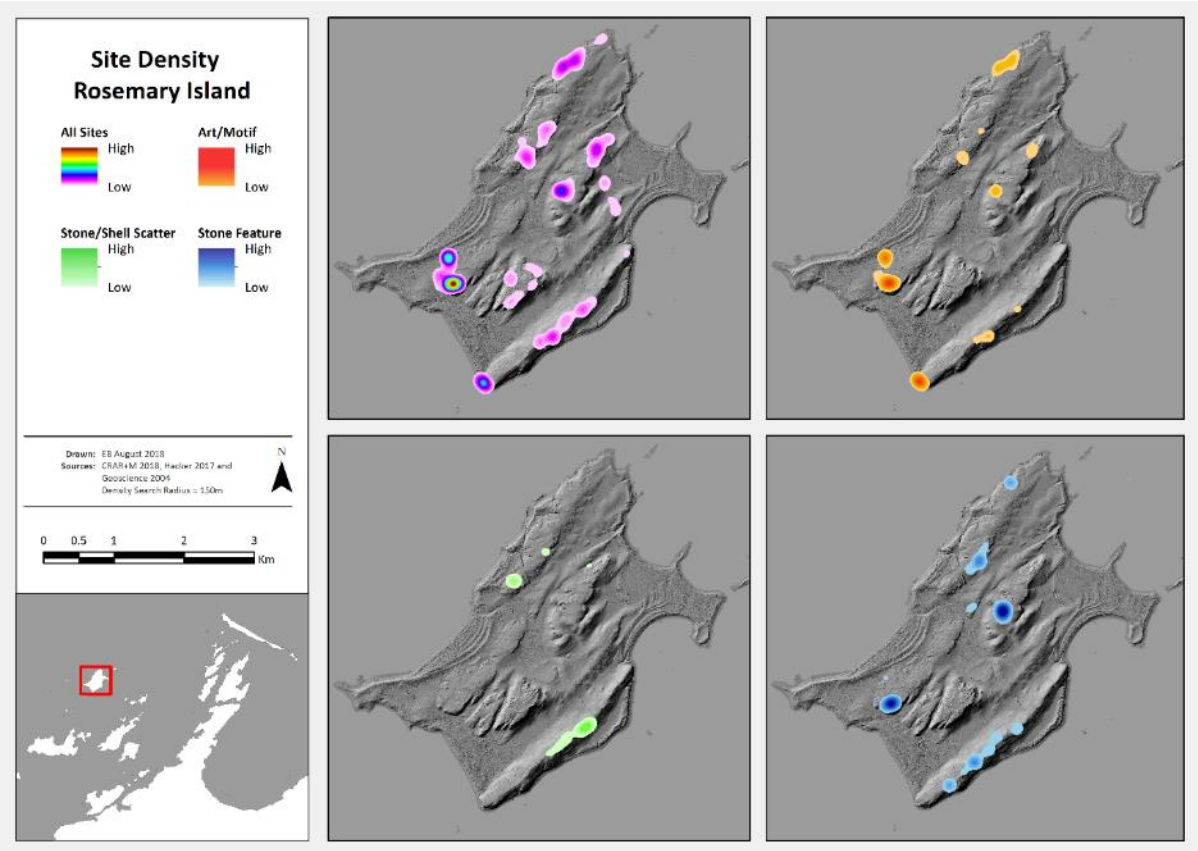 Site Density
Rosemary Island
All Sites
High
Low
Art/Motif
High
Low
Stone/Shell Scatter
High
Low
Stone Feature
High
Low
Drawn: EB August 2018
Sources: CRAR+M 2018, Hacker 2017 and
Geoscience 2004
Density Search Radius = 150m
N
0 0.5 1 2 3
Km